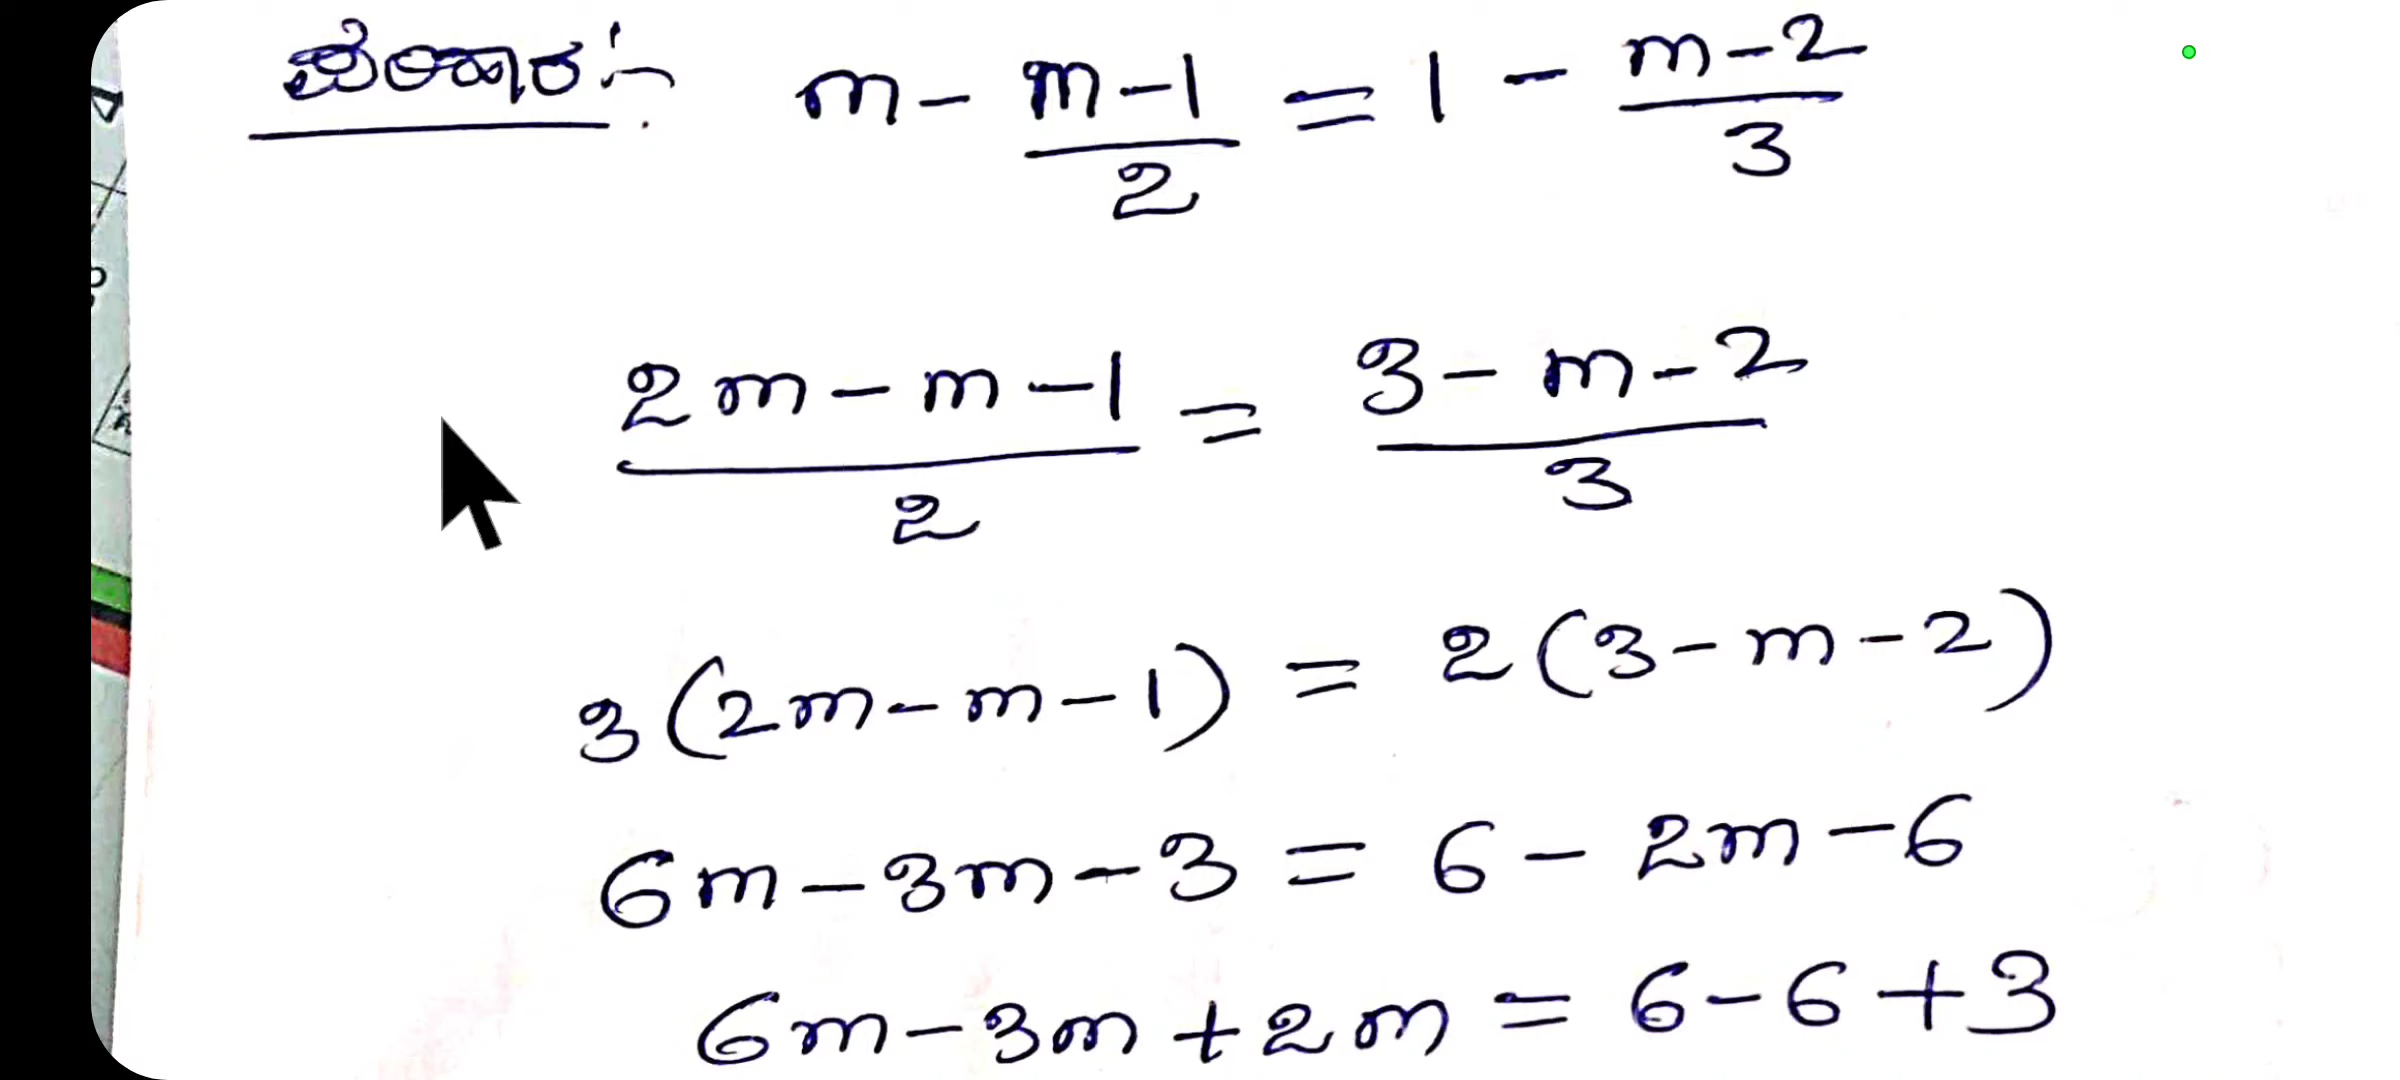 ಪರಿಹಾರ:- m - (m-1)/2 = 1 - (m-2)/3
(2m - m - 1)/2 = (3 - m - 2)/3
3(2m - m - 1) = 2(3 - m - 2)
6m - 3m - 3 = 6 - 2m - 6
6m - 3m + 2m = 6 - 6 + 3